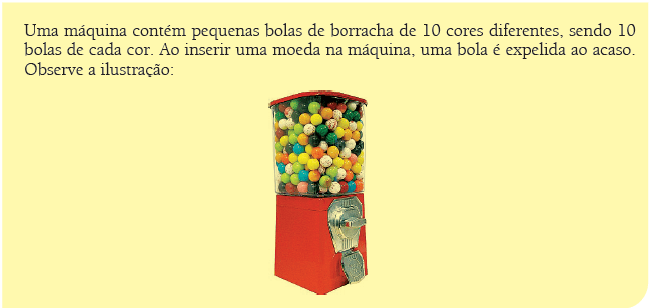 Uma máquina contém pequenas bolas de borracha de 10 cores diferentes, sendo 10
bolas de cada cor. Ao inserir uma moeda na máquina, uma bola é expelida ao acaso.
Observe a ilustração: